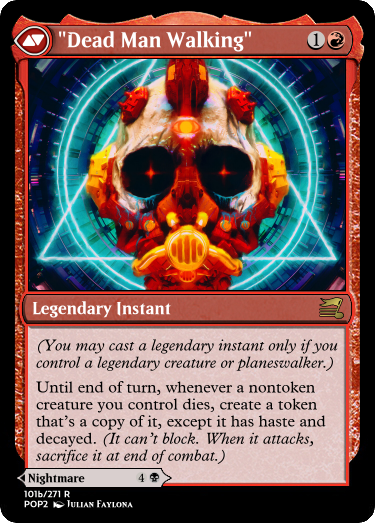 "Dead Man Walking" 1
Legendary Instant
(You may cast a legendary instant only if you
control a legendary creature or planeswalker.)
Until end of turn, whenever a nontoken
creature you control dies, create a token
that's a copy of it, except it has haste and
decayed. (It can't block. When it attacks,
sacrifice it at end of combat.)
Nightmare 4
101b/271 R
POP2 Julian Faylona